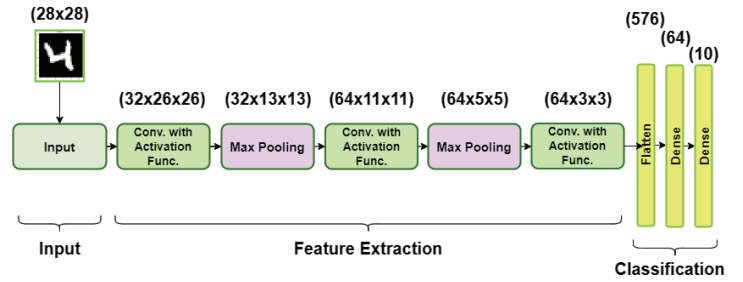 (28x28)
(576)
(64)
(10)
(32x26x26)
(32x13x13)
(64x11x11)
(64x5x5)
(64x3x3)
Input
Conv. with
Activation
Func.
Max Pooling
Conv. with
Activation
Func.
Max Pooling
Conv. with
Activation
Func.
Flatten
Dense
Dense
Input
Feature Extraction
Classification